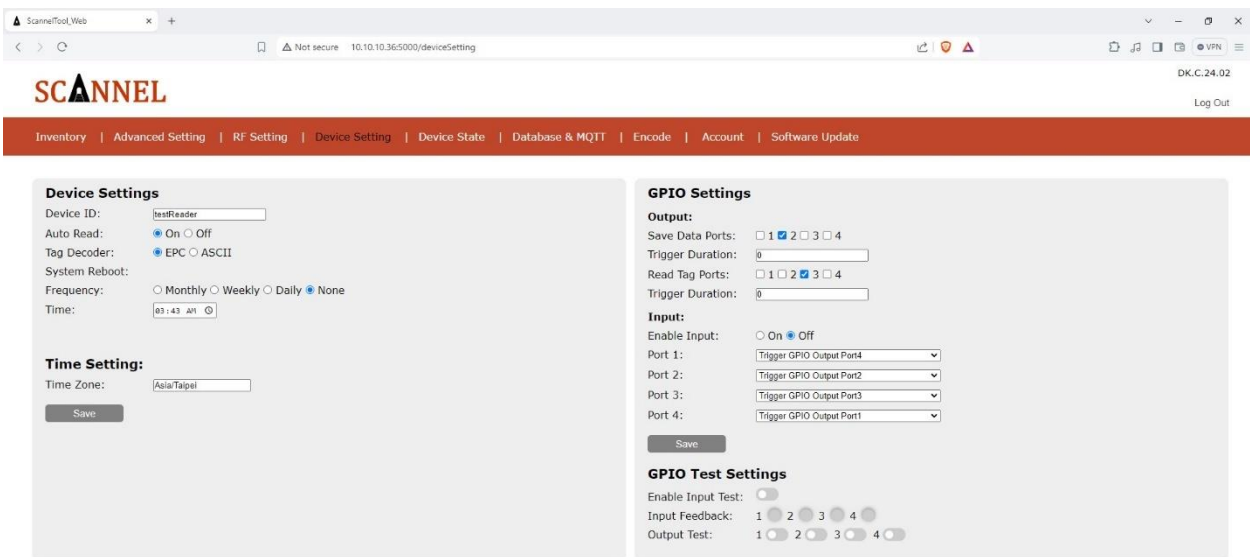 ScannelTool_Web
Not secure 10.10.10.36:5000/deviceSetting
VPN
DK.C.24.02
SCANNEL
Log Out
Inventory | Advanced Setting | RF Setting | Device Setting | Device State | Database & MQTT | Encode | Account | Software Update
Device Settings
Device ID: testReader
Auto Read: On Off
Tag Decoder: EPC ASCII
System Reboot:
Frequency: Monthly Weekly Daily None
Time: 03:43 AM
Time Setting:
Time Zone: Asia/Taipei
Save
GPIO Settings
Output:
Save Data Ports: 1 2 3 4
Trigger Duration: 0
Read Tag Ports: 1 2 3 4
Trigger Duration: 0
Input:
Enable Input: On Off
Port 1: Trigger GPIO Output Port4
Port 2: Trigger GPIO Output Port2
Port 3: Trigger GPIO Output Port3
Port 4: Trigger GPIO Output Port1
Save
GPIO Test Settings
Enable Input Test:
Input Feedback: 1 2 3 4
Output Test: 1 2 3 4